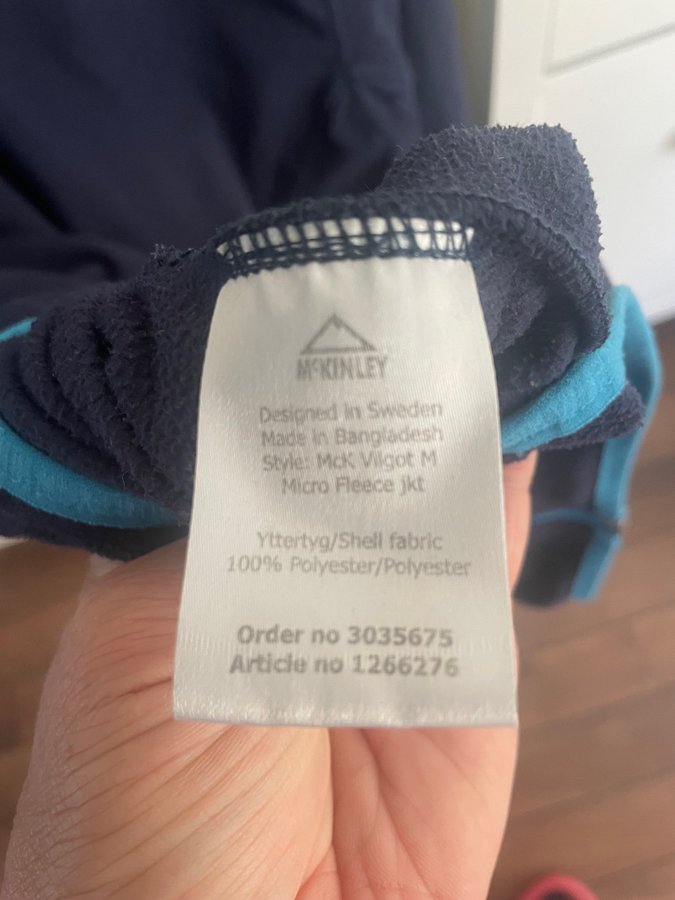 McKINLEY
Designed in Sweden
Made in Bangladesh
Style: McK Vilgot M
Micro Fleece jkt
Yttertyg/Shell fabric
100% Polyester/Polyester
Order no 3035675
Article no 1266276